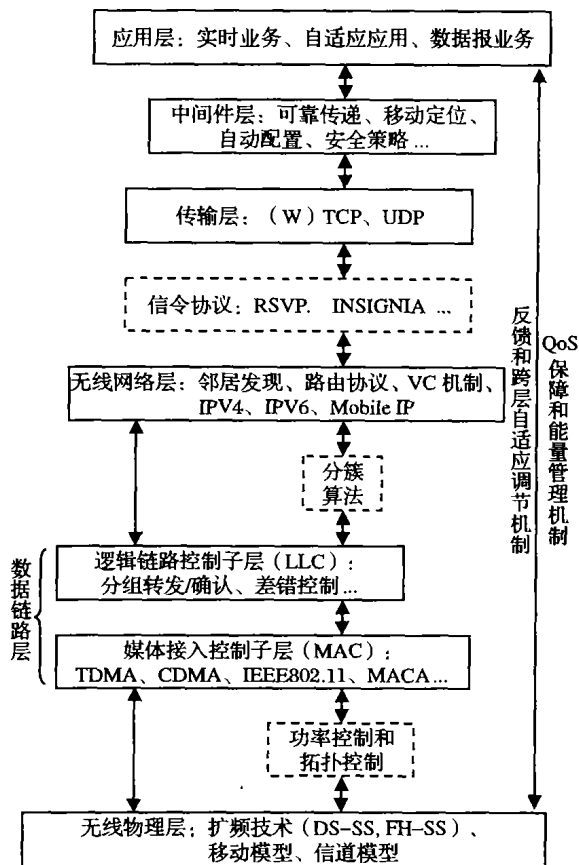 应用层：实时业务、自适应应用、数据报业务
中间件层：可靠传递、移动定位、
自动配置、安全策略...
传输层：（W）TCP、UDP
信令协议：RSVP. INSIGNIA ...
无线网络层：邻居发现、路由协议、VC 机制、
IPV4、IPV6、Mobile IP
分簇
算法
数据链路层
逻辑链路控制子层（LLC）：
分组转发/确认、差错控制...
媒体接入控制子层（MAC）：
TDMA、CDMA、IEEE802.11、MACA...
功率控制和
拓扑控制
无线物理层：扩频技术（DS-SS, FH-SS）、
移动模型、信道模型
反馈和跨层自适应调节机制
QoS保障和能量管理机制